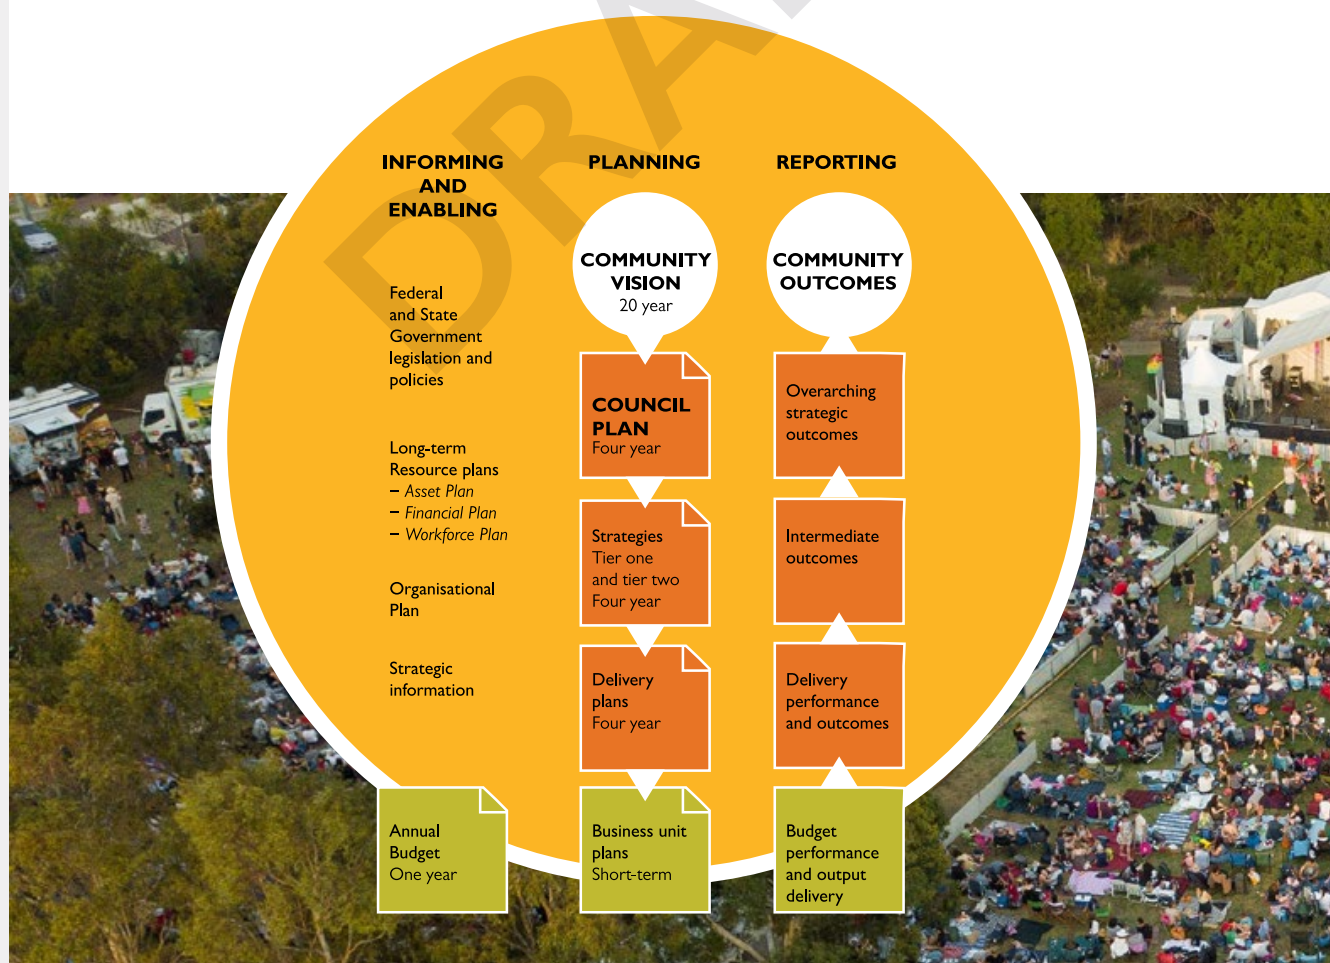 DRA
INFORMING
AND
ENABLING
Federal
and State
Government
legislation and
policies
Long-term
Resource plans
– Asset Plan
– Financial Plan
– Workforce Plan
Organisational
Plan
Strategic
information
Annual
Budget
One year
PLANNING
COMMUNITY
VISION
20 year
COUNCIL
PLAN
Four year
Strategies
Tier one
and tier two
Four year
Delivery
plans
Four year
Business unit
plans
Short-term
REPORTING
COMMUNITY
OUTCOMES
Overarching
strategic
outcomes
Intermediate
outcomes
Delivery
performance
and outcomes
Budget
performance
and output
delivery